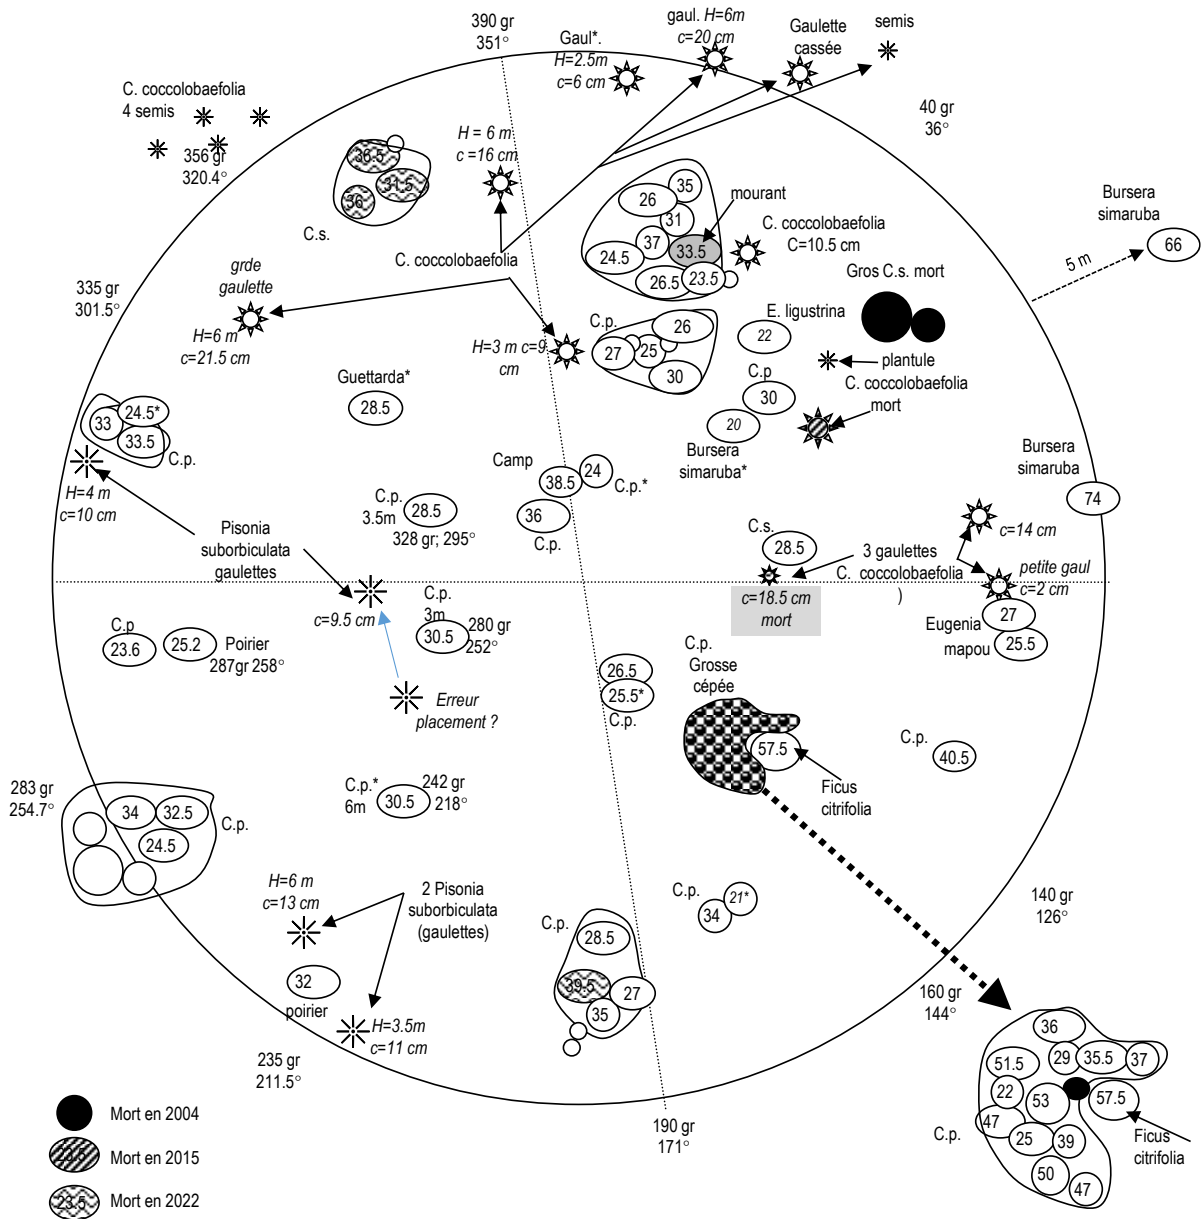 390 gr
351°
Gaul*.
H=2.5m
c=6 cm
gaul. H=6m
c=20 cm
Gaulette
cassée
semis
C. coccolobaefolia
4 semis
356 gr
320.4°
40 gr
36°
36.5
31.5
36
C.s.
H = 6 m
c =16 cm
C. coccolobaefolia
26
35
31
37
24.5
33.5
26.5
23.5
mourant
C. coccolobaefolia
C=10.5 cm
Bursera
simaruba
66
5 m
Gros C.s. mort
grde
gaulette
335 gr
301.5°
H=6 m
c=21.5 cm
H=3 m c=9
cm
C.p.
26
27
25
30
E. ligustrina
22
plantule
C. coccolobaefolia
mort
C.p
30
20
Bursera
simaruba*
Guettarda*
28.5
33
24.5*
33.5
C.p.
H=4 m
c=10 cm
Camp
38.5
24
C.p.*
36
C.p.
C.p.
3.5m
28.5
328 gr; 295°
Bursera
simaruba
74
c=14 cm
Pisonia
suborbiculata
gaulettes
C.s.
28.5
3 gaulettes
C. coccolobaefolia
)
petite gaul
c=2 cm
c=18.5 cm
mort
c=9.5 cm
C.p.
3m
30.5
280 gr
252°
C.p
23.6
25.2
Poirier
287gr 258°
Eugenia
mapou
27
25.5
Erreur
placement ?
26.5
25.5*
C.p.
C.p.
Grosse
cépée
57.5
Ficus
citrifolia
C.p.
40.5
283 gr
254.7°
34
32.5
24.5
C.p.
C.p.*
6m
30.5
242 gr
218°
H=6 m
c=13 cm
2 Pisonia
suborbiculata
(gaulettes)
32
poirier
H=3.5m
c=11 cm
235 gr
211.5°
C.p.
28.5
39.5
27
35
C.p.
34
21*
140 gr
126°
160 gr
144°
190 gr
171°
36
51.5
29
35.5
37
22
53
57.5
47
25
39
50
47
C.p.
Ficus
citrifolia
Mort en 2004
23.5
Mort en 2015
23.5
Mort en 2022